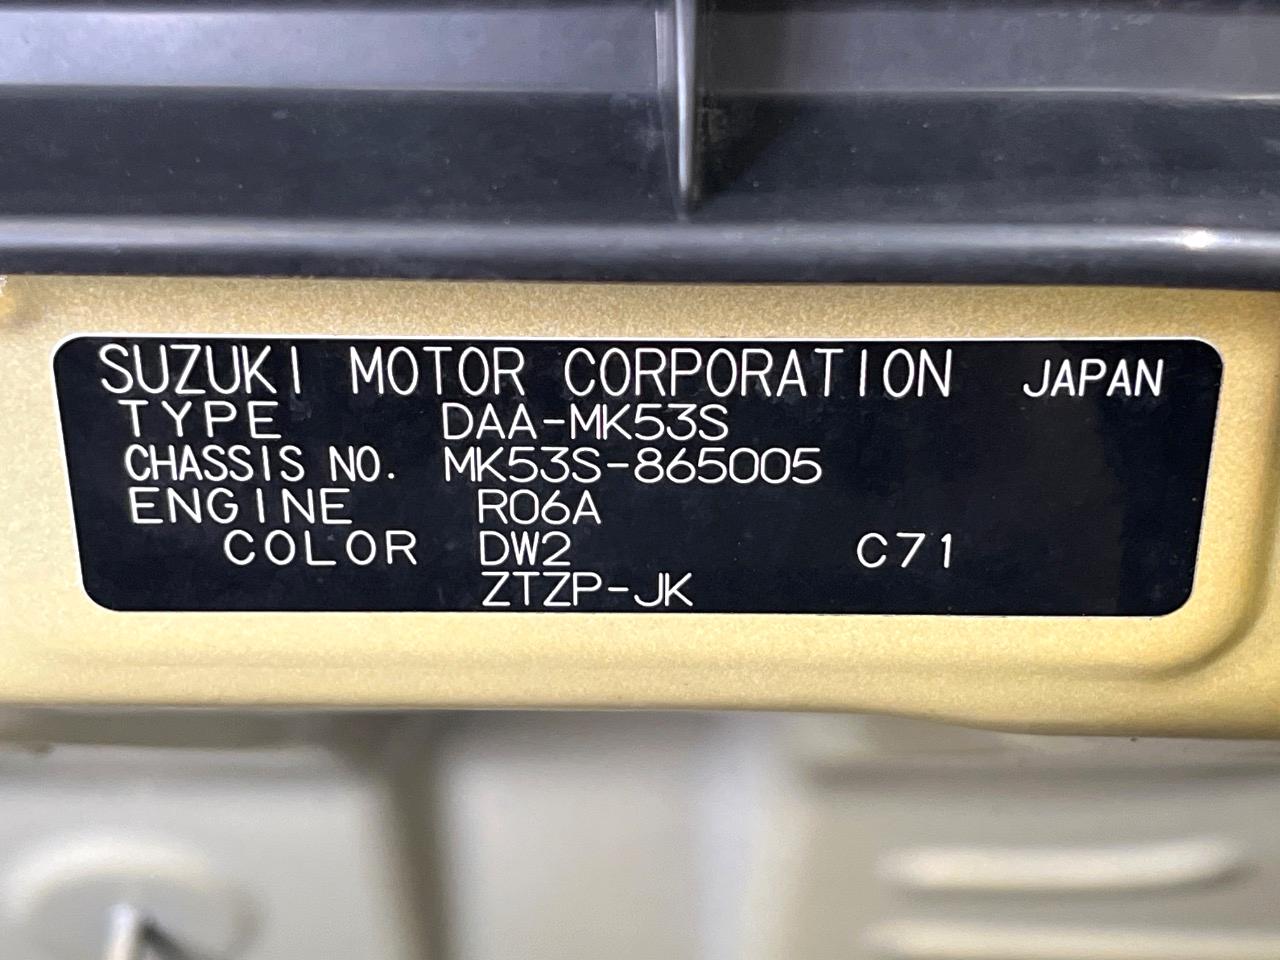 SUZUKI MOTOR CORPORATION JAPAN
TYPE DAA-MK53S
CHASSIS NO. MK53S-865005
ENGINE R06A
COLOR DW2 C71
ZTZP-JK